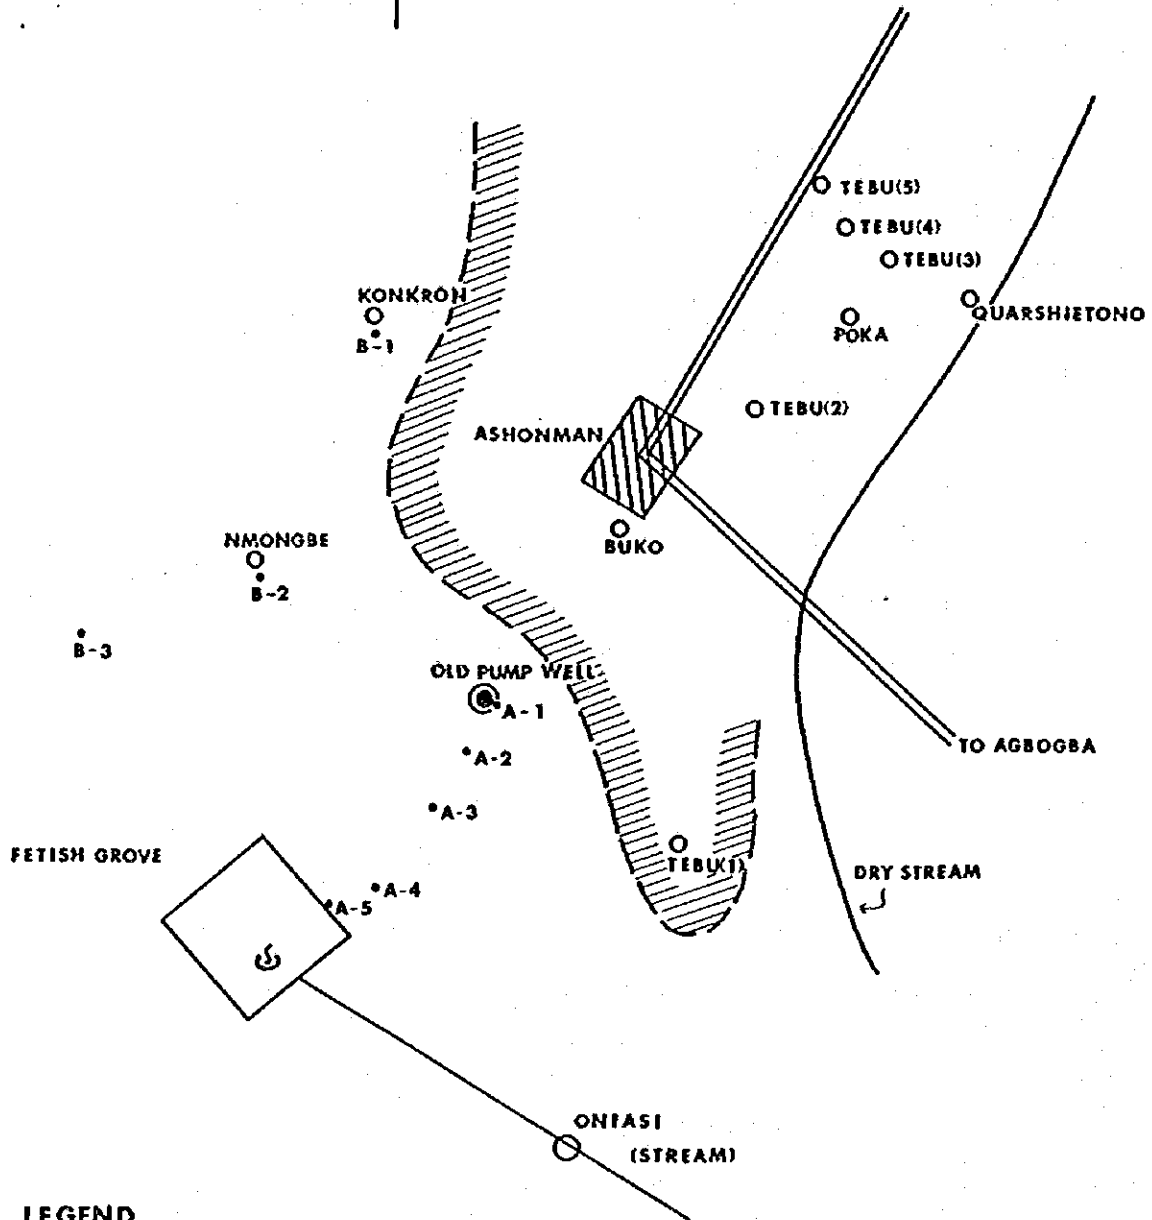 TEBU(5)
TEBU(4)
TEBU(3)
KONKRON
QUARSHIETONO
B-1
POKA
TEBU(2)
ASHONMAN
NMONGBE
BUKO
B-2
B-3
OLD PUMP WELL
A-1
TO AGBOGBA
A-2
A-3
FETISH GROVE
TEBU(1)
DRY STREAM
A-4
A-5
ONFASI
(STREAM)
LEGEND